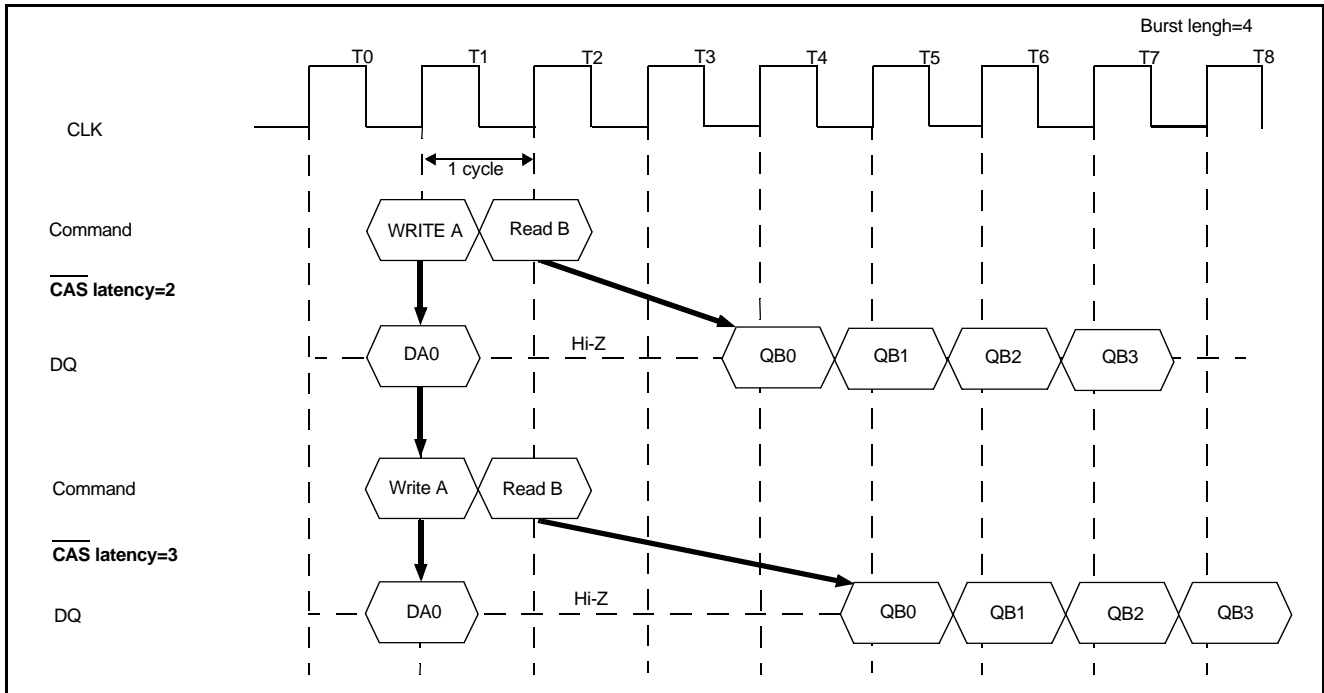 Burst lengh=4
T0 T1 T2 T3 T4 T5 T6 T7 T8
CLK
1 cycle
Command WRITE A Read B
CAS latency=2
DQ DA0 Hi-Z QB0 QB1 QB2 QB3
Command Write A Read B
CAS latency=3
DQ DA0 Hi-Z QB0 QB1 QB2 QB3